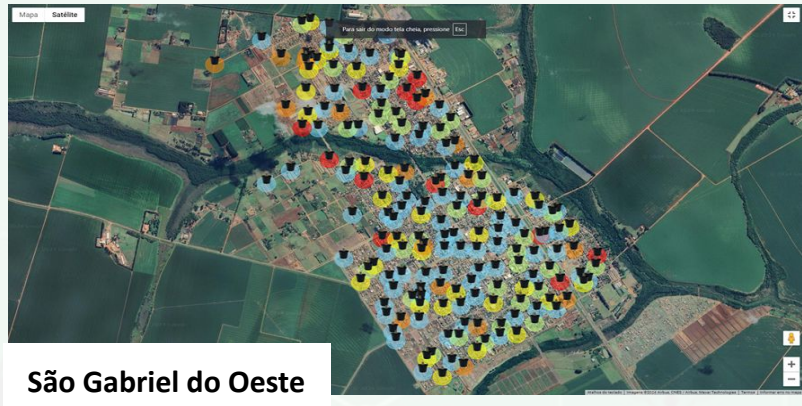 Mapa Satélite
Para sair do modo tela cheia, pressione Esc
São Gabriel do Oeste